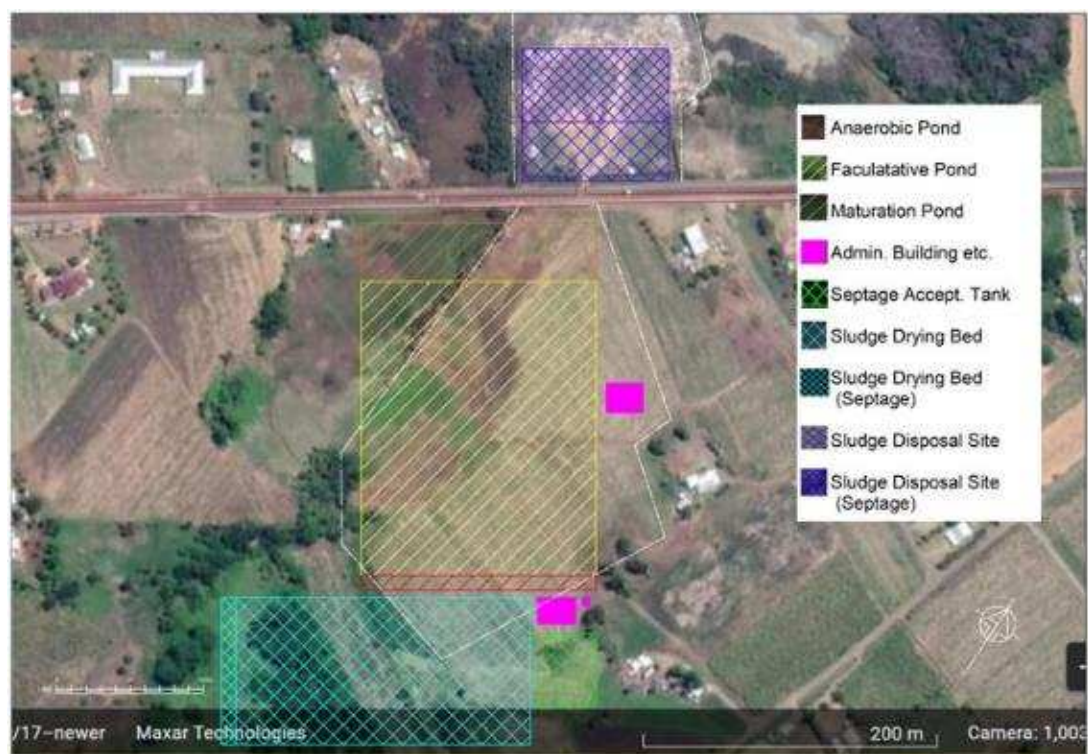 Anaerobic Pond
Faculatative Pond
Maturation Pond
Admin. Building etc.
Septage Accept. Tank
Sludge Drying Bed
Sludge Drying Bed
(Septage)
Sludge Disposal Site
Sludge Disposal Site
(Septage)
/17–newer Maxar Technologies 200 m Camera: 1,00